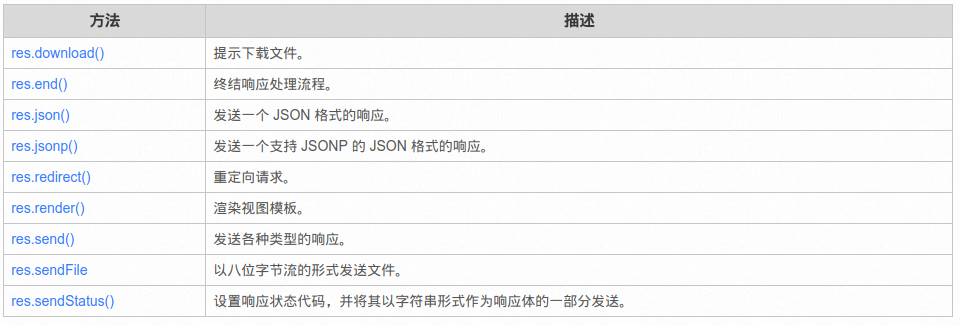 方法 描述
res.download() 提示下载文件。
res.end() 终结响应处理流程。
res.json() 发送一个 JSON 格式的响应。
res.jsonp() 发送一个支持 JSONP 的 JSON 格式的响应。
res.redirect() 重定向请求。
res.render() 渲染视图模板。
res.send() 发送各种类型的响应。
res.sendFile 以八位字节流的形式发送文件。
res.sendStatus() 设置响应状态代码，并将其以字符串形式作为响应体的一部分发送。